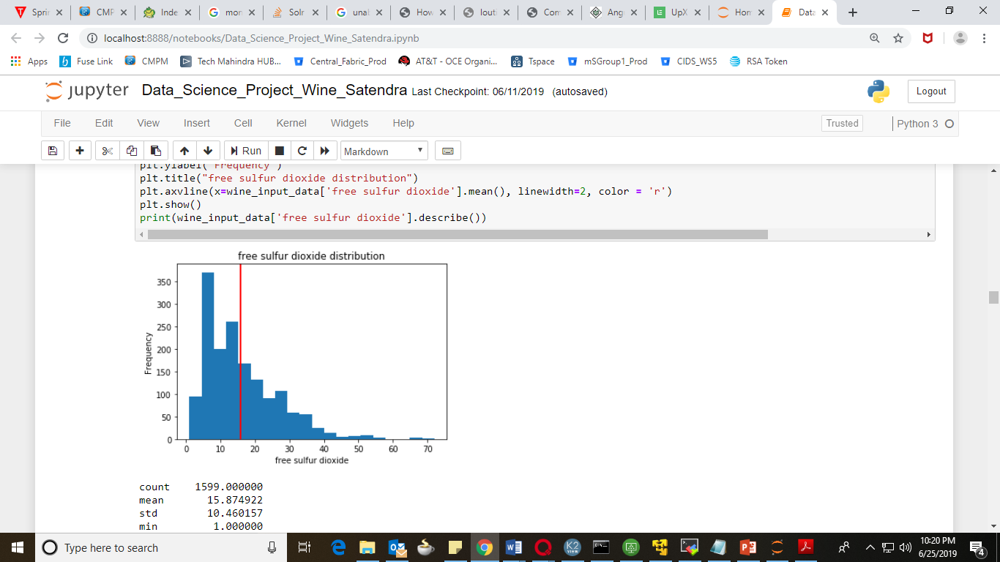 Sprir CMP Inde mor Solr unal How lout Com Ang UpX Hom Data
localhost:8888/notebooks/Data_Science_Project_Wine_Satendra.ipynb
Apps Fuse Link CMPM Tech Mahindra HUB... Central_Fabric_Prod AT&T - OCE Organi... Tspace mSGroup1_Prod CIDS_WS5 RSA Token
jupyter Data_Science_Project_Wine_Satendra Last Checkpoint: 06/11/2019 (autosaved) Logout
File Edit View Insert Cell Kernel Widgets Help Trusted Python 3
Run Markdown
plt.ylabel('Frequency')
plt.title("free sulfur dioxide distribution")
plt.axvline(x=wine_input_data['free sulfur dioxide'].mean(), linewidth=2, color = 'r')
plt.show()
print(wine_input_data['free sulfur dioxide'].describe())
free sulfur dioxide distribution
350
300
250
200
150
100
50
0
Frequency
0 10 20 30 40 50 60 70
free sulfur dioxide
count 1599.000000
mean 15.874922
std 10.460157
min 1.000000
Type here to search
K2
VIEW
10:20 PM
6/25/2019
4